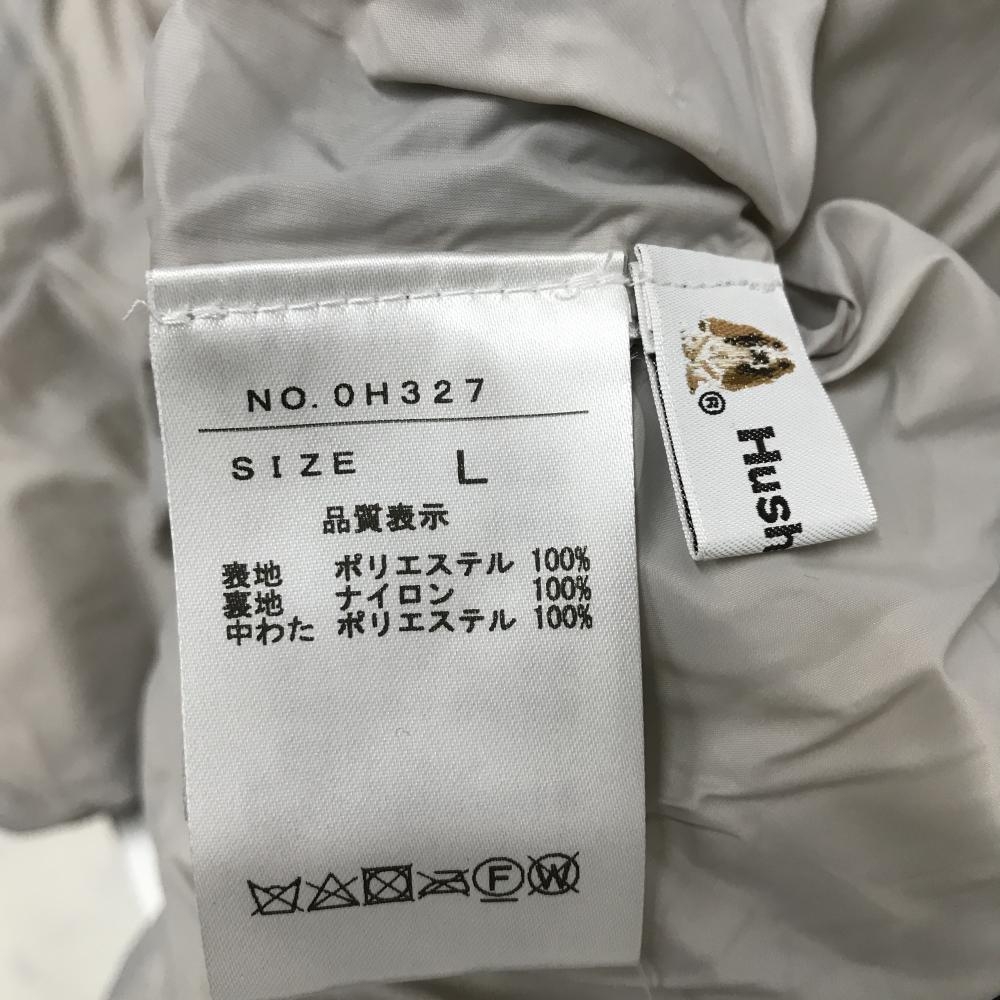 NO.0H327
SIZE L
品質表示
表地 ポリエステル 100%
裏地 ナイロン 100%
中わた ポリエステル 100%
F W
® Hush